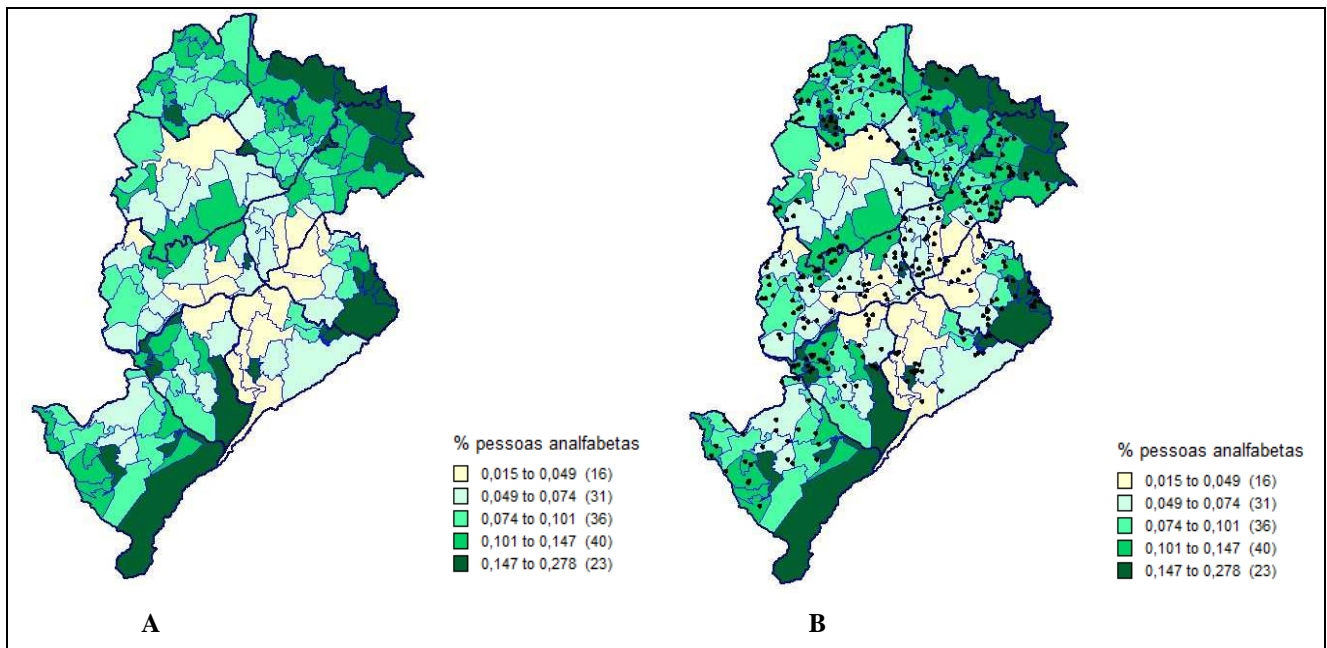 % pessoas analfabetas
0,015 to 0,049 (16)
0,049 to 0,074 (31)
0,074 to 0,101 (36)
0,101 to 0,147 (40)
0,147 to 0,278 (23)
A
% pessoas analfabetas
0,015 to 0,049 (16)
0,049 to 0,074 (31)
0,074 to 0,101 (36)
0,101 to 0,147 (40)
0,147 to 0,278 (23)
B